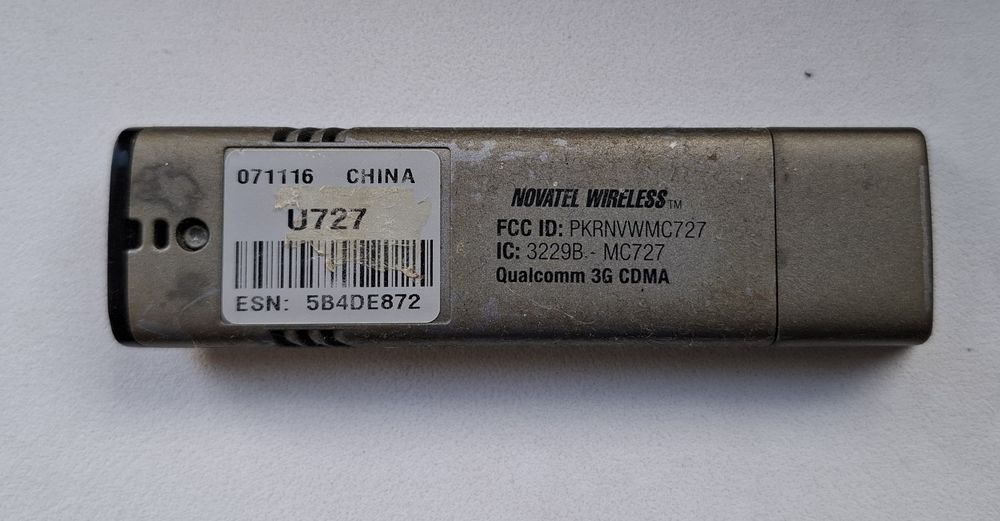 071116 CHINA
U727
ESN: 5B4DE872
NOVATEL WIRELESS™
FCC ID: PKRNVWMC727
IC: 3229B - MC727
Qualcomm 3G CDMA